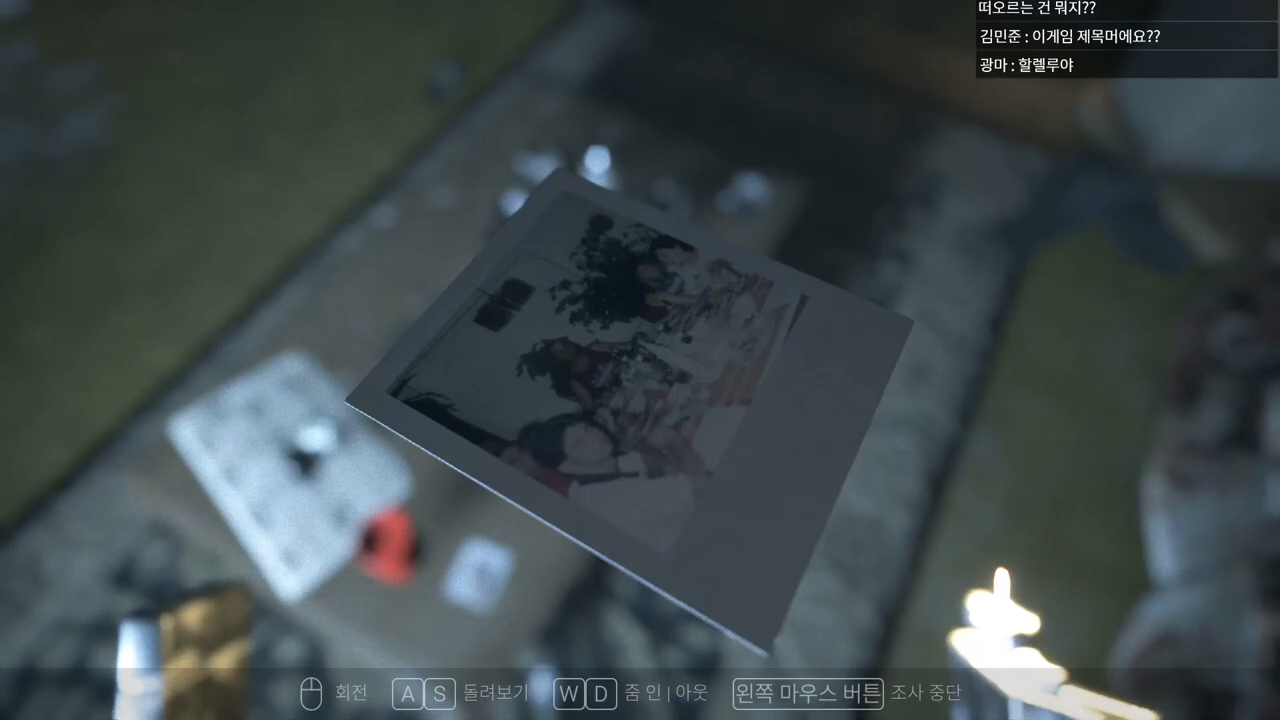 떠오르는 건 뭐지??
김민준 : 이게임 제목머에요??
광마 : 할렐루야
회전 A S 돌려보기 W D 줌 인 | 아웃 왼쪽 마우스 버튼 조사 중단